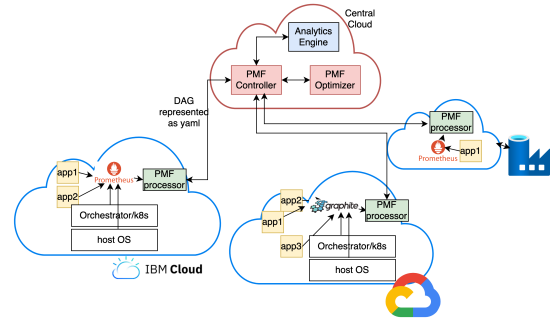 Central
Cloud
Analytics
Engine
PMF
Controller
PMF
Optimizer
DAG
represented
as yaml
PMF
processor
Prometheus
app1
app1
Prometheus
app2
PMF
processor
Orchestrator/k8s
host OS
IBM Cloud
app2
graphite
app1
PMF
processor
app3
Orchestrator/k8s
host OS